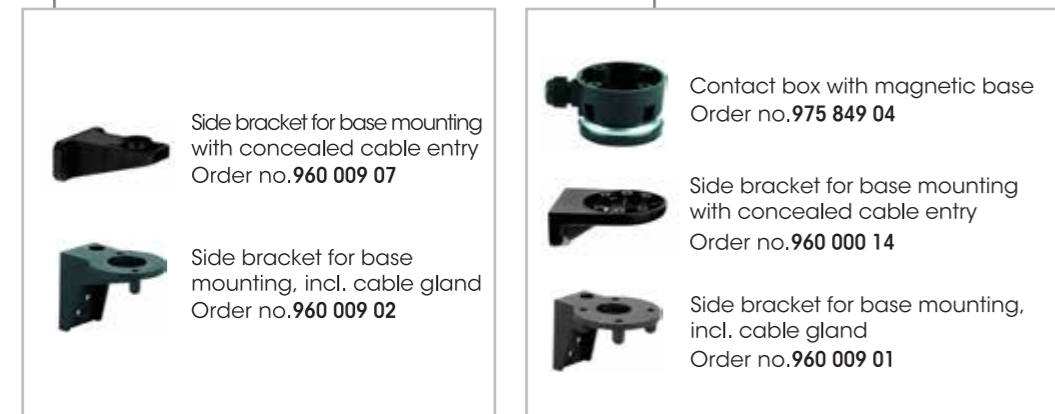 Side bracket for base mounting
with concealed cable entry
Order no.960 009 07
Side bracket for base
mounting, incl. cable gland
Order no.960 009 02
Contact box with magnetic base
Order no.975 849 04
Side bracket for base mounting
with concealed cable entry
Order no.960 000 14
Side bracket for base mounting,
incl. cable gland
Order no.960 009 01